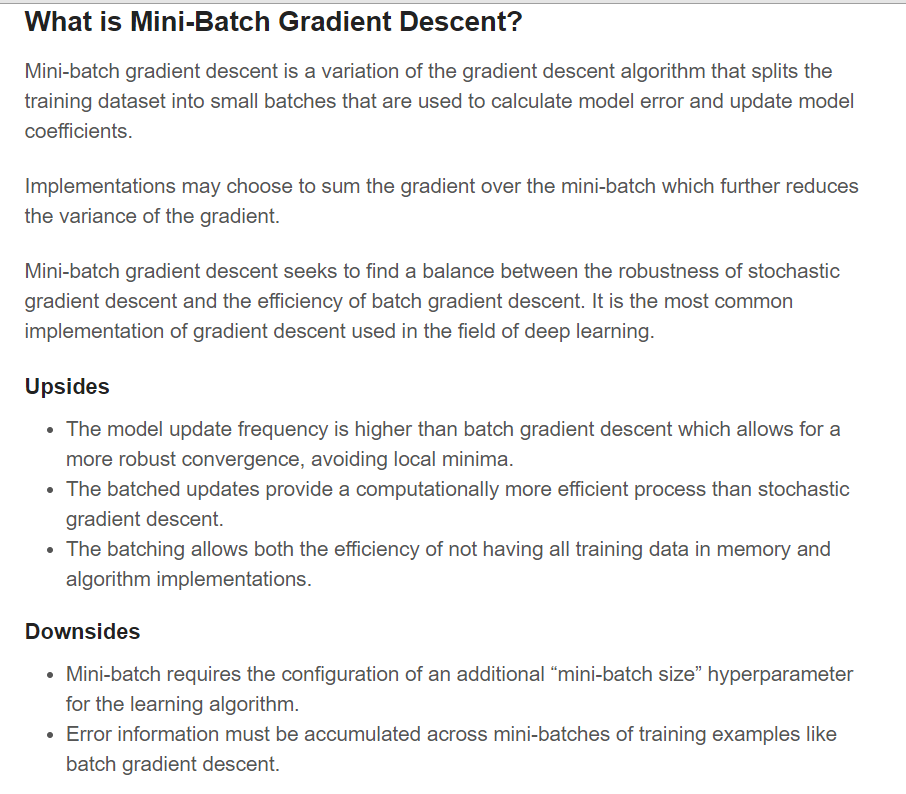 What is Mini-Batch Gradient Descent?
Mini-batch gradient descent is a variation of the gradient descent algorithm that splits the
training dataset into small batches that are used to calculate model error and update model
coefficients.
Implementations may choose to sum the gradient over the mini-batch which further reduces
the variance of the gradient.
Mini-batch gradient descent seeks to find a balance between the robustness of stochastic
gradient descent and the efficiency of batch gradient descent. It is the most common
implementation of gradient descent used in the field of deep learning.
Upsides
• The model update frequency is higher than batch gradient descent which allows for a
more robust convergence, avoiding local minima.
• The batched updates provide a computationally more efficient process than stochastic
gradient descent.
• The batching allows both the efficiency of not having all training data in memory and
algorithm implementations.
Downsides
• Mini-batch requires the configuration of an additional “mini-batch size” hyperparameter
for the learning algorithm.
• Error information must be accumulated across mini-batches of training examples like
batch gradient descent.